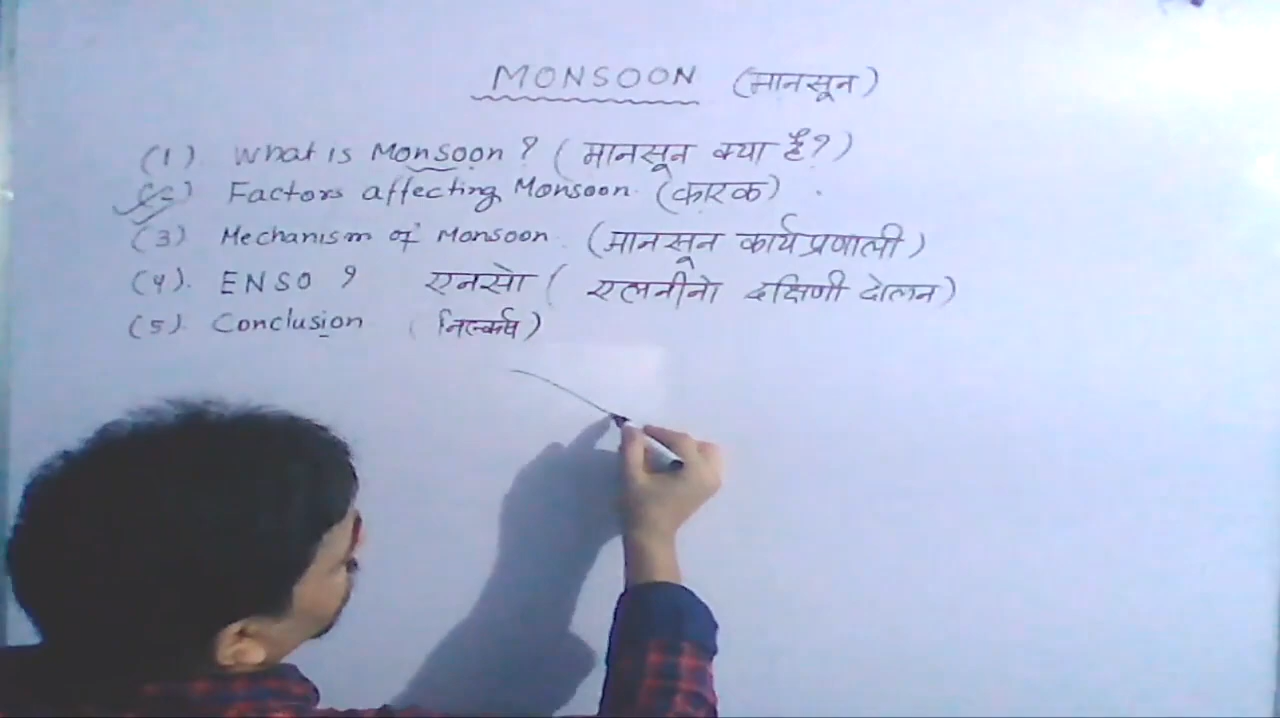 MONSOON (मानसून)
(1). What is Monsoon? (मानसून क्या है?)
(2) Factors affecting Monsoon. (कारक)
(3) Mechanism of Monsoon. (मानसून कार्यप्रणाली)
(4). ENSO ? एनसो ( एलनीनो दक्षिणी दोलन)
(5). Conclusion (निष्कर्ष)